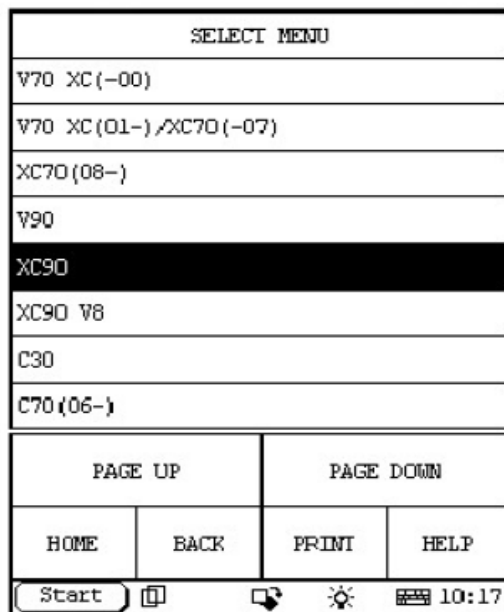 SELECT MENU
V70 XC(-00)
V70 XC(01-)/XC70(-07)
XC70(08-)
V90
XC90
XC90 V8
C30
C70(06-)
PAGE UP PAGE DOWN
HOME BACK PRINT HELP
Start 10:17